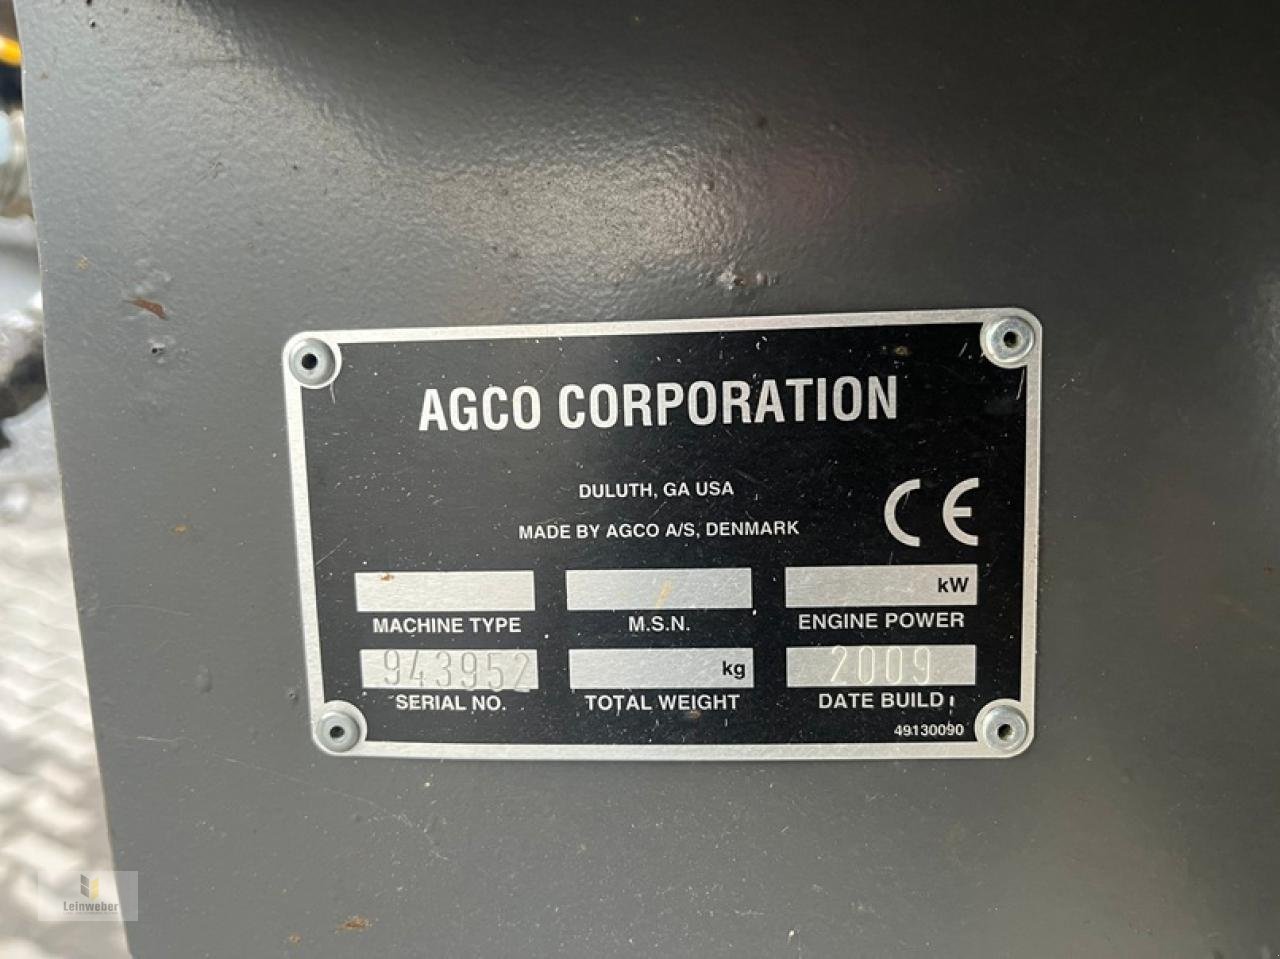 AGCO CORPORATION
DULUTH, GA USA
MADE BY AGCO A/S, DENMARK
CE
kW
MACHINE TYPE M.S.N. ENGINE POWER
943952 kg 2009
SERIAL NO. TOTAL WEIGHT DATE BUILD
49130090
Leinweber